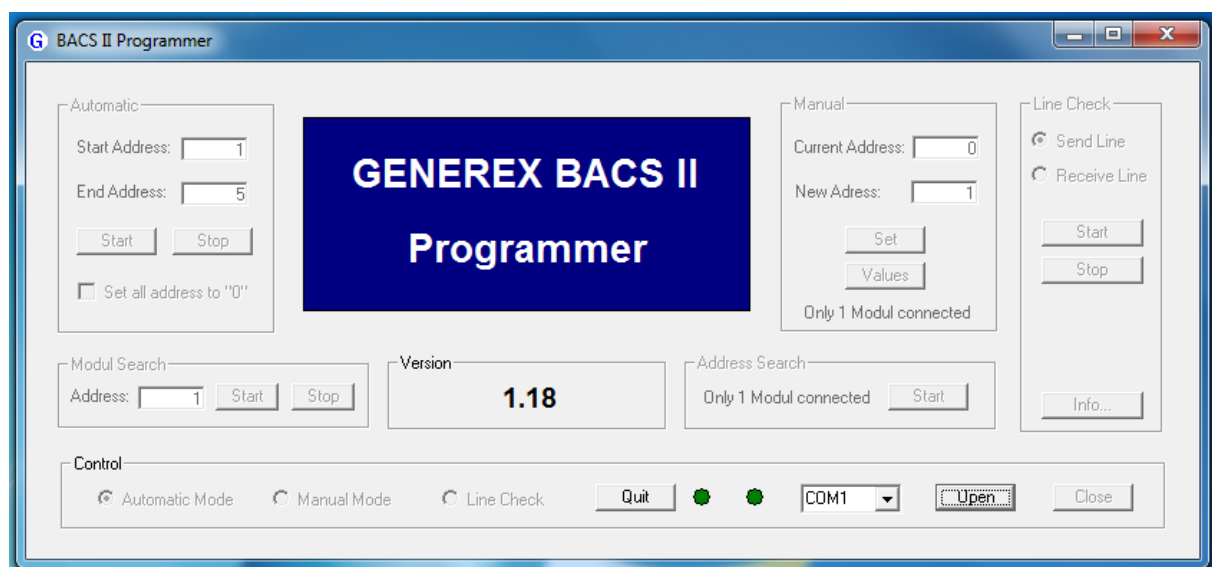 G BACS II Programmer
Automatic
Start Address: 1
End Address: 5
Start Stop
Set all address to "0"
GENEREX BACS II
Programmer
Manual
Current Address: 0
New Adress: 1
Set
Values
Only 1 Modul connected
Line Check
Send Line
Receive Line
Start
Stop
Info...
Modul Search
Address: 1 Start Stop
Version
1.18
Address Search
Only 1 Modul connected Start
Control
Automatic Mode Manual Mode Line Check Quit COM1 Open Close